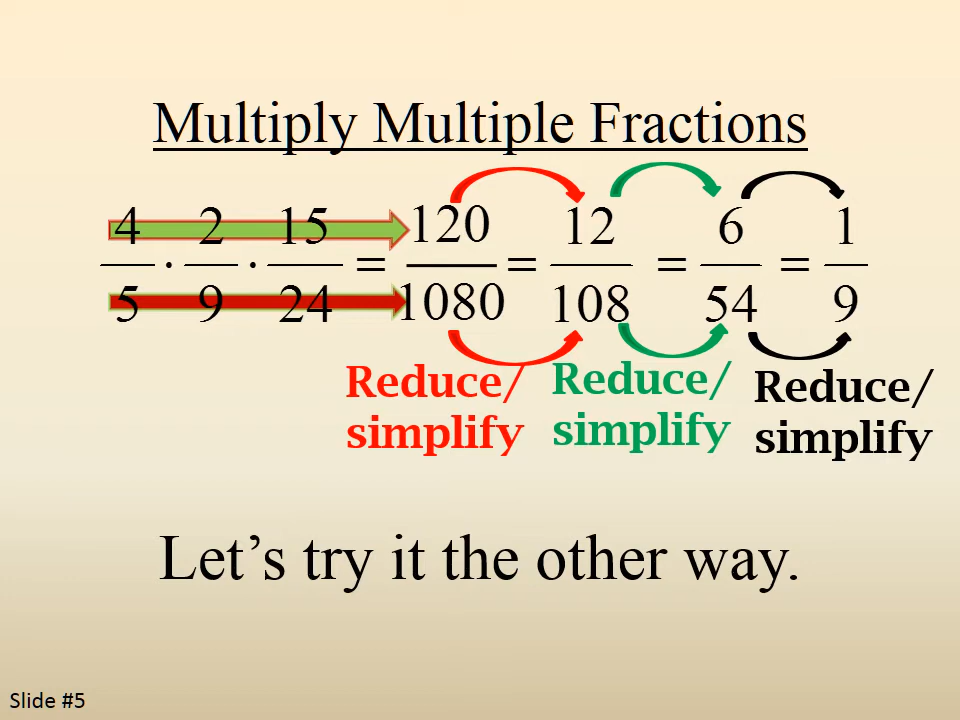 Multiply Multiple Fractions
4/5 · 2/9 · 15/24 = 120/1080 = 12/108 = 6/54 = 1/9
Reduce/ Reduce/ Reduce/
simplify simplify simplify
Let's try it the other way.
Slide #5